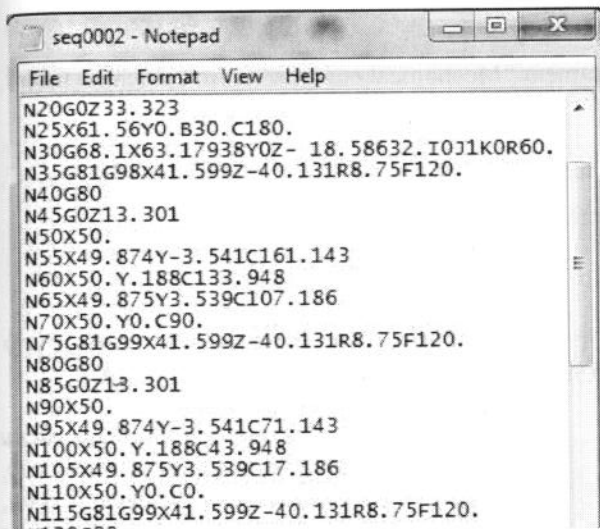 seq0002 - Notepad
File Edit Format View Help
N20G0Z33.323
N25X61.56Y0.B30.C180.
N30G68.1X63.17938Y0Z- 18.58632.I0J1K0R60.
N35G81G98X41.599Z-40.131R8.75F120.
N40G80
N45G0Z13.301
N50X50.
N55X49.874Y-3.541C161.143
N60X50.Y.188C133.948
N65X49.875Y3.539C107.186
N70X50.Y0.C90.
N75G81G99X41.599Z-40.131R8.75F120.
N80G80
N85G0Z13.301
N90X50.
N95X49.874Y-3.541C71.143
N100X50.Y.188C43.948
N105X49.875Y3.539C17.186
N110X50.Y0.C0.
N115G81G99X41.599Z-40.131R8.75F120.